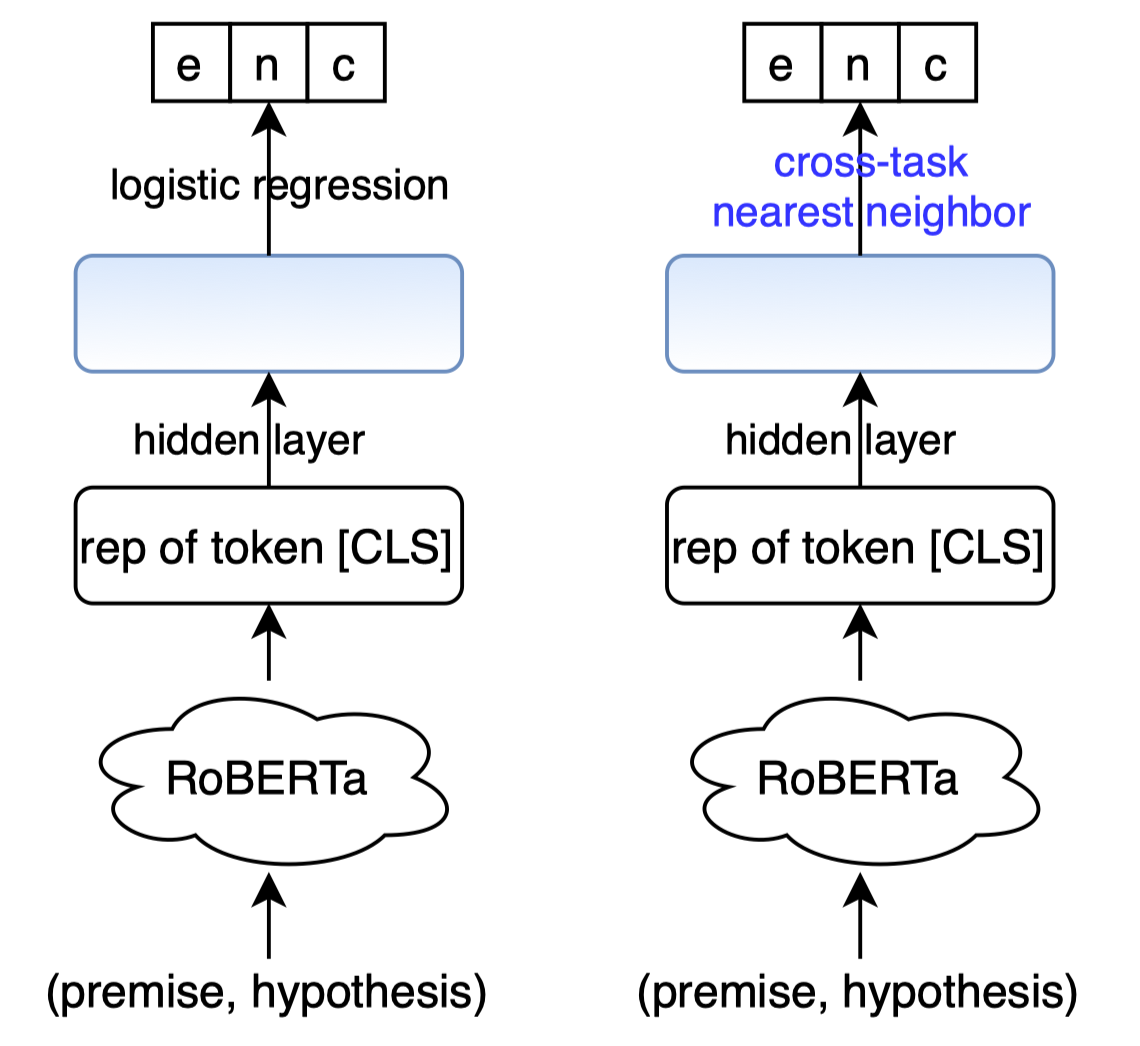 e n c
logistic regression
hidden layer
rep of token [CLS]
RoBERTa
(premise, hypothesis)
e n c
cross-task
nearest neighbor
hidden layer
rep of token [CLS]
RoBERTa
(premise, hypothesis)